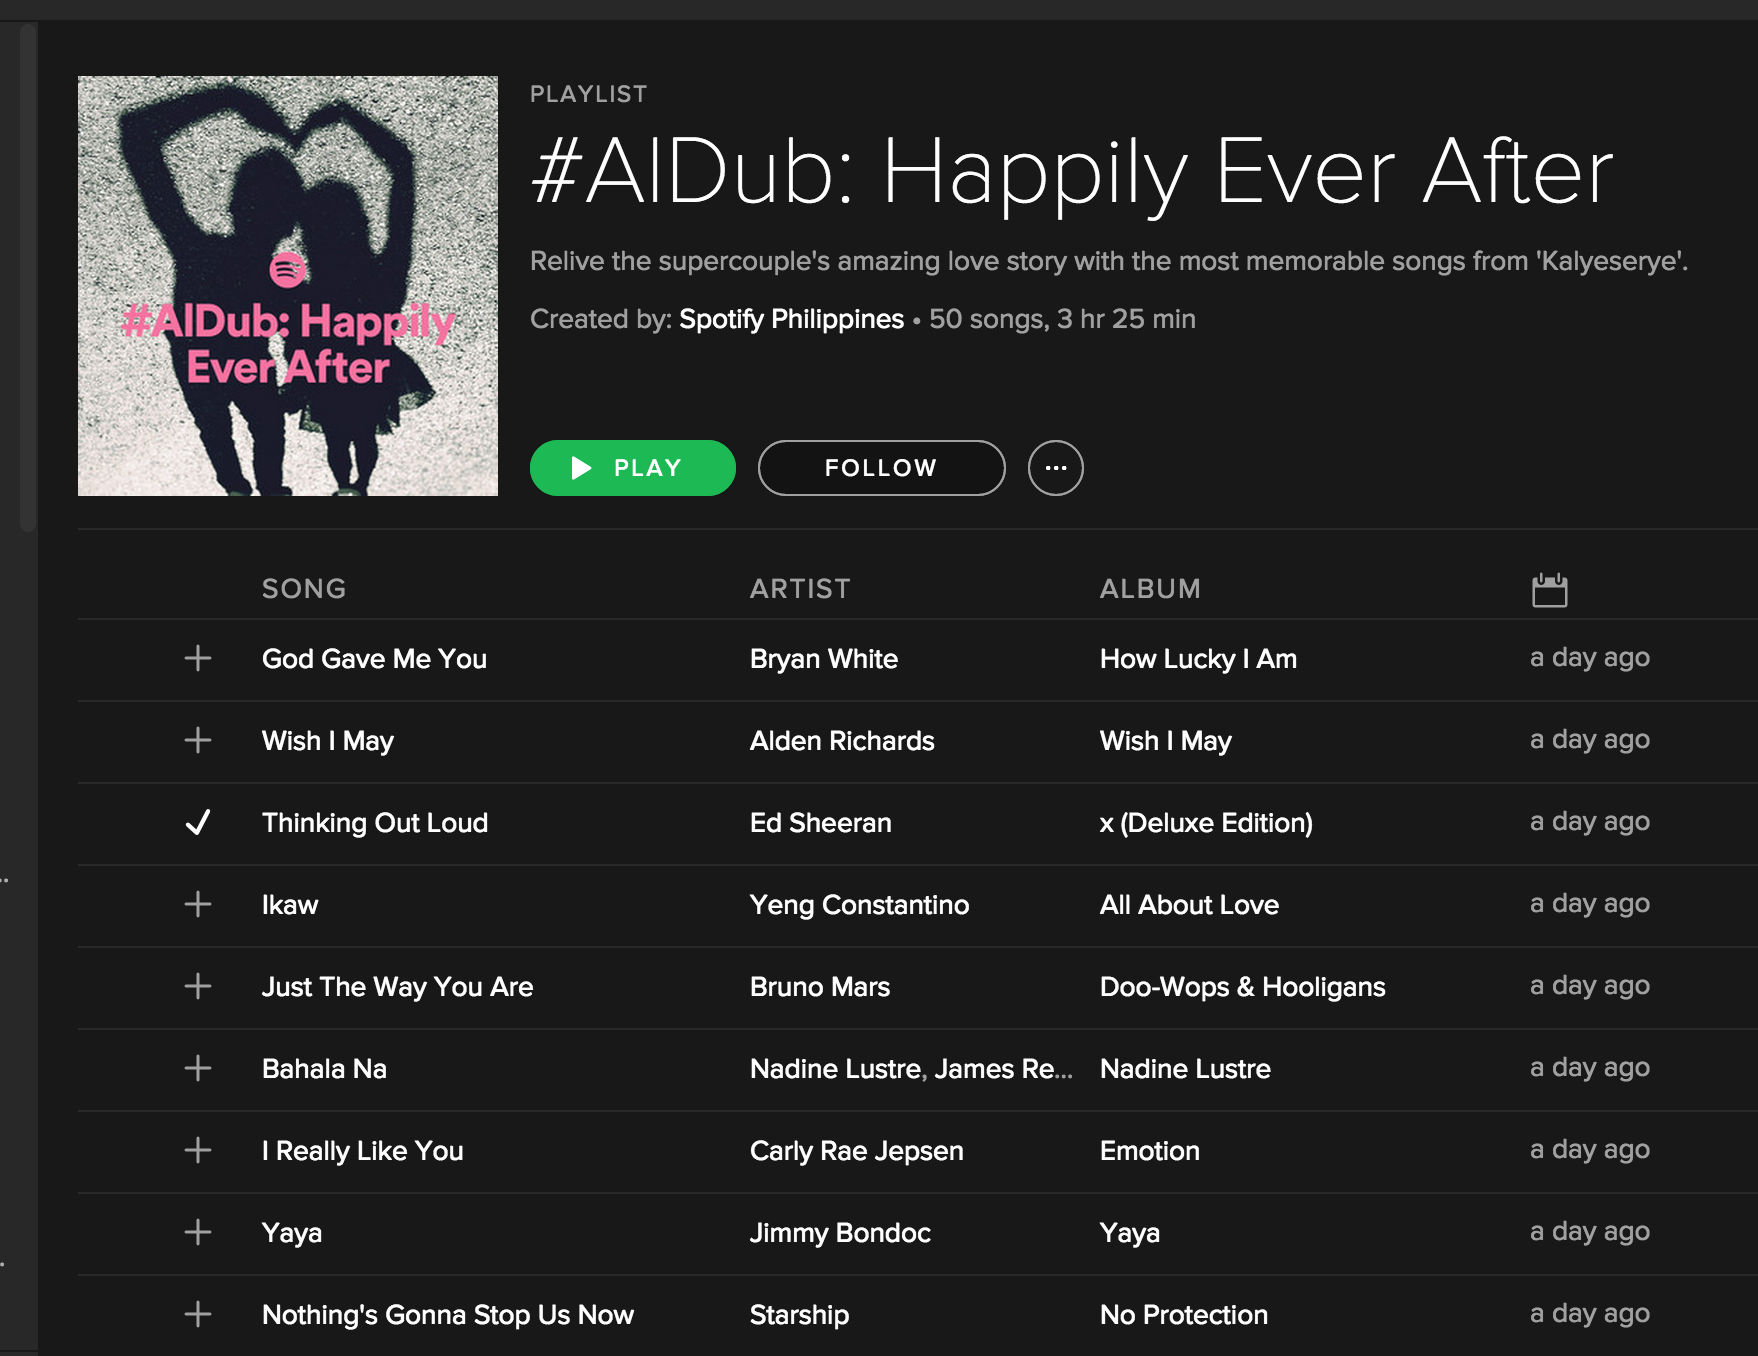 PLAYLIST
#AlDub: Happily Ever After
Relive the supercouple's amazing love story with the most memorable songs from 'Kalyeserye'.
Created by: Spotify Philippines • 50 songs, 3 hr 25 min
#AlDub: Happily
Ever After
PLAY FOLLOW ...
SONG ARTIST ALBUM
God Gave Me You Bryan White How Lucky I Am a day ago
Wish I May Alden Richards Wish I May a day ago
Thinking Out Loud Ed Sheeran x (Deluxe Edition) a day ago
Ikaw Yeng Constantino All About Love a day ago
Just The Way You Are Bruno Mars Doo-Wops & Hooligans a day ago
Bahala Na Nadine Lustre, James Re... Nadine Lustre a day ago
I Really Like You Carly Rae Jepsen Emotion a day ago
Yaya Jimmy Bondoc Yaya a day ago
Nothing's Gonna Stop Us Now Starship No Protection a day ago